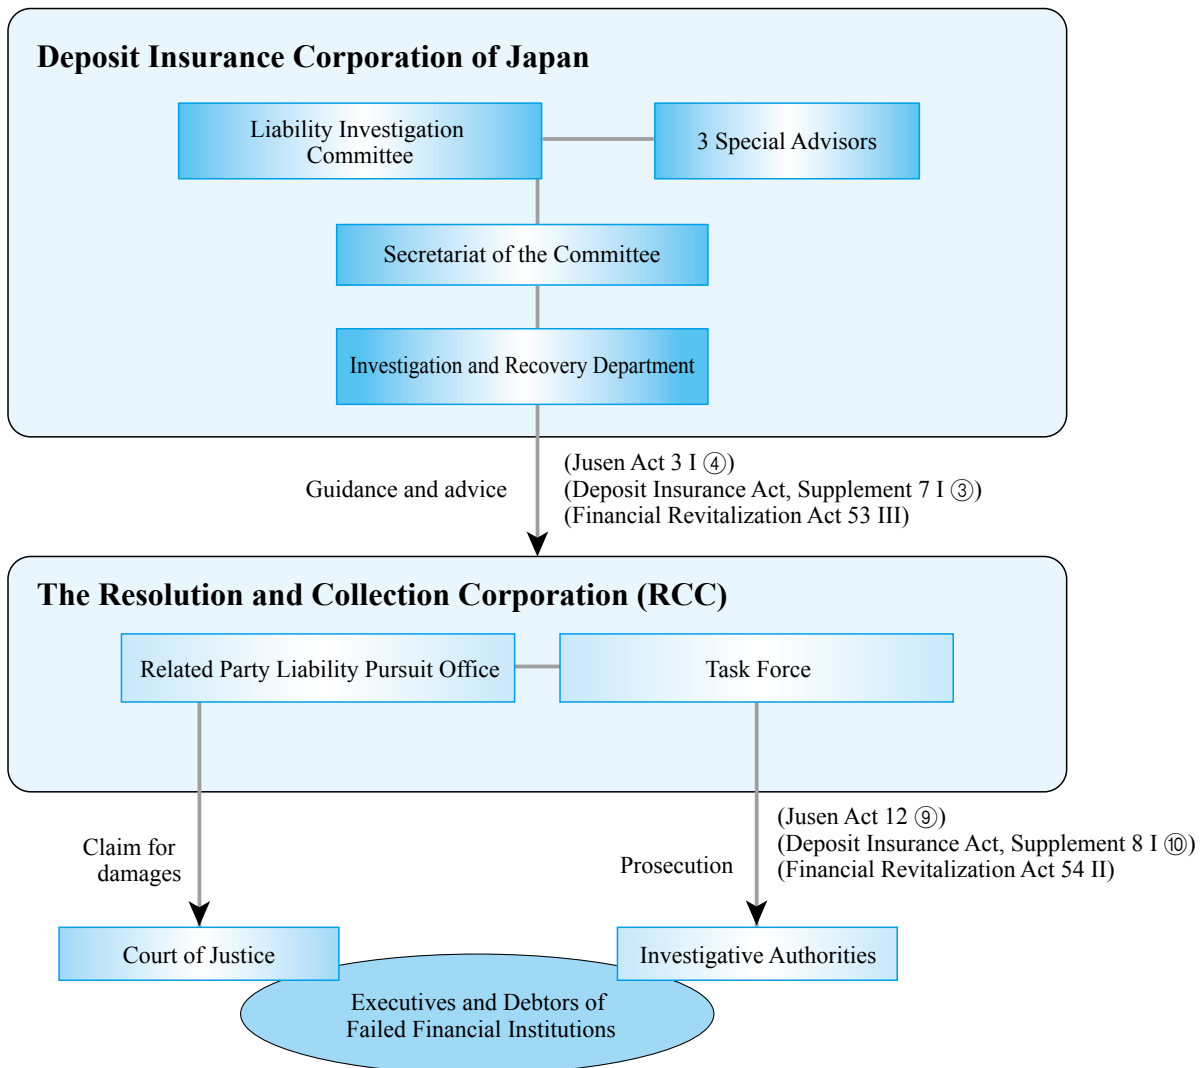 Deposit Insurance Corporation of Japan
Liability Investigation
Committee
3 Special Advisors
Secretariat of the Committee
Investigation and Recovery Department
Guidance and advice
(Jusen Act 3 I ④)
(Deposit Insurance Act, Supplement 7 I ③)
(Financial Revitalization Act 53 III)
The Resolution and Collection Corporation (RCC)
Related Party Liability Pursuit Office
Task Force
Claim for
damages
Prosecution
(Jusen Act 12 ⑨)
(Deposit Insurance Act, Supplement 8 I ⑩)
(Financial Revitalization Act 54 II)
Court of Justice
Investigative Authorities
Executives and Debtors of
Failed Financial Institutions